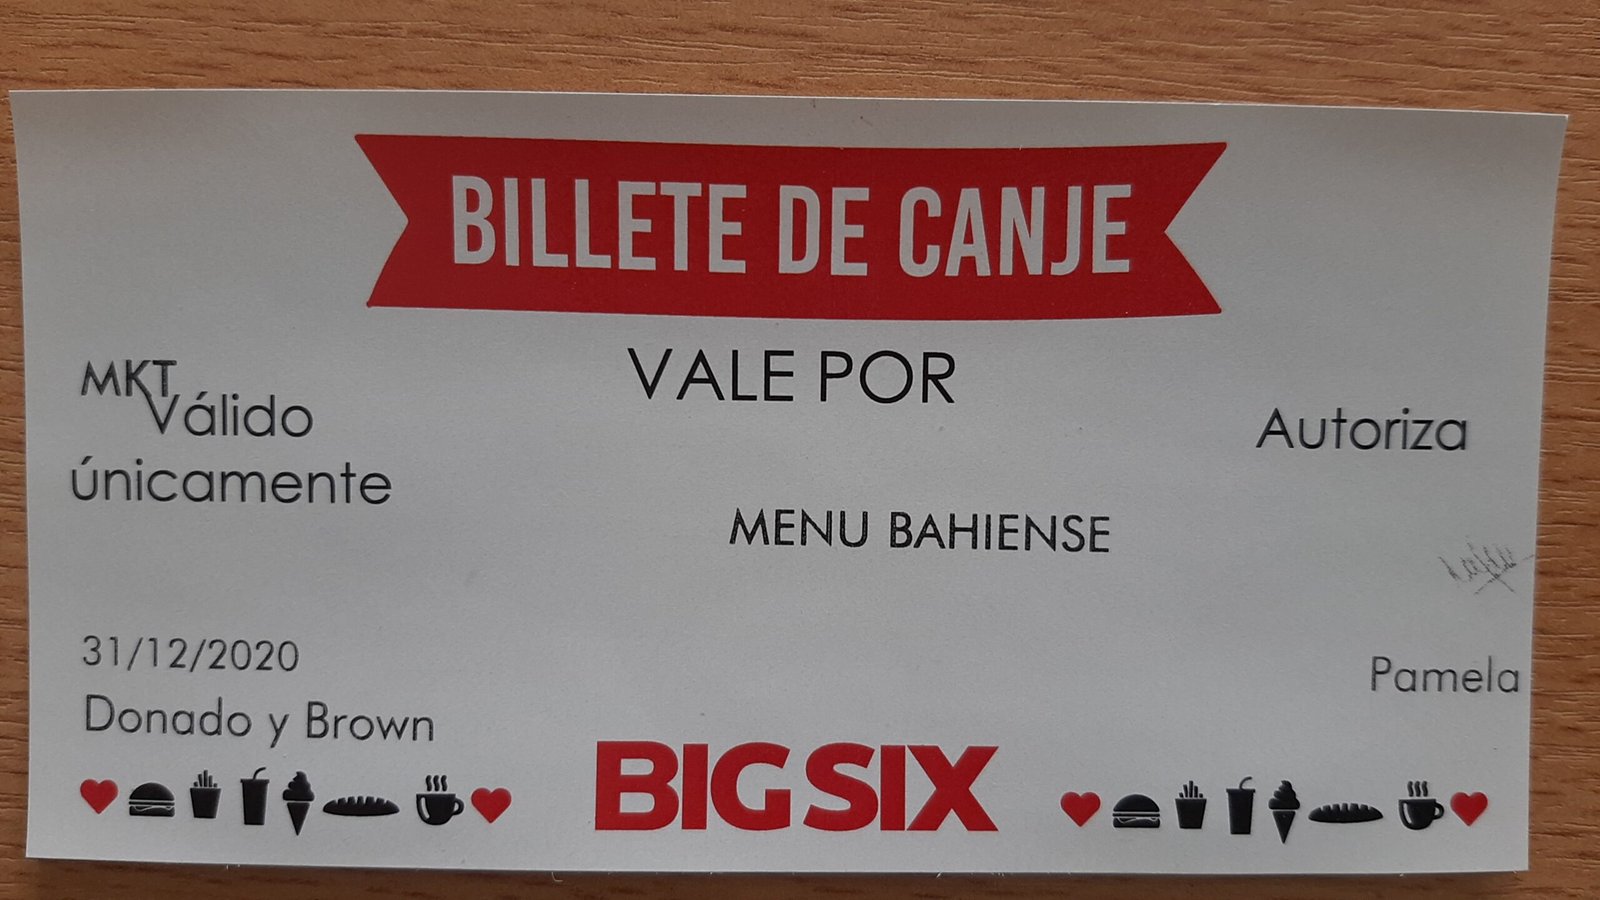 BILLETE DE CANJE
VALE POR
MKT
Válido
únicamente
Autoriza
MENU BAHIENSE
31/12/2020
Donado y Brown
Pamela
BIGSIX